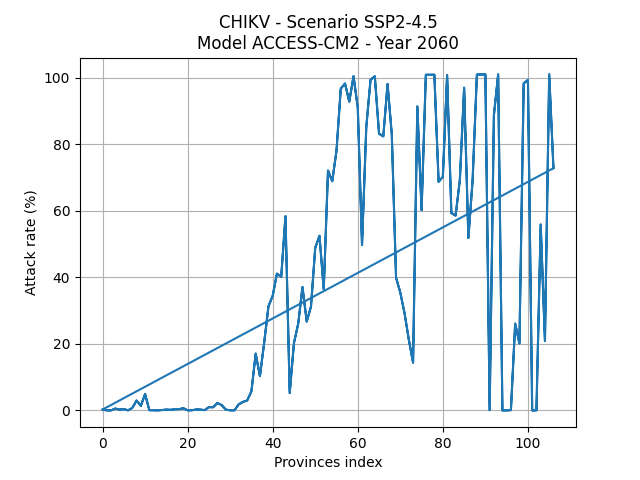 CHIKV - Scenario SSP2-4.5
Model ACCESS-CM2 - Year 2060
100
80
60
40
20
0
Attack rate (%)
0 20 40 60 80 100
Provinces index